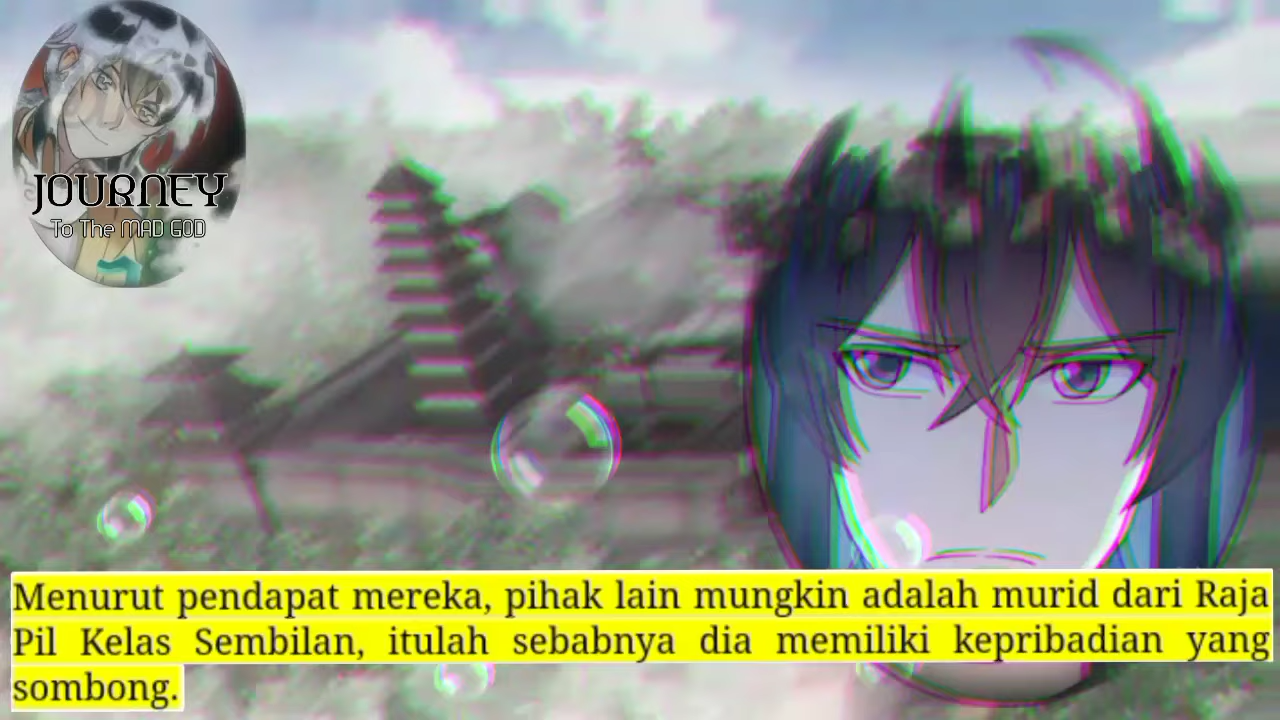 JOURNEY
To The MAD GOD
Menurut pendapat mereka, pihak lain mungkin adalah murid dari Raja
Pil Kelas Sembilan, itulah sebabnya dia memiliki kepribadian yang
sombong.